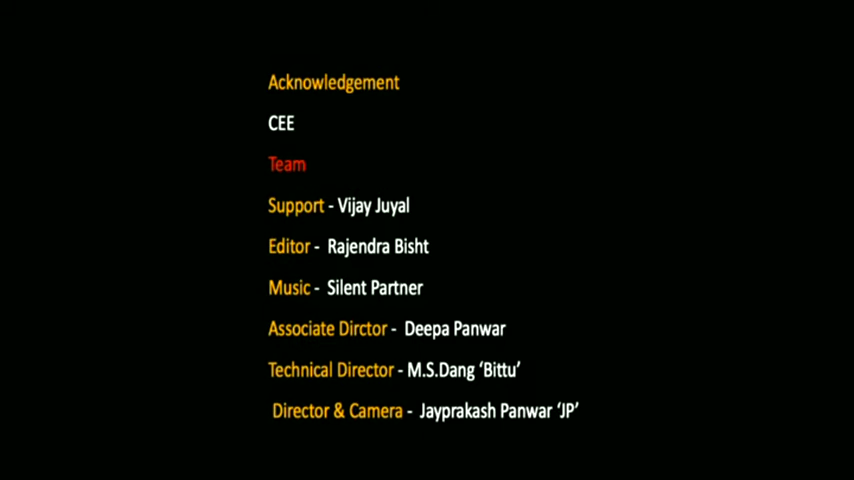 Acknowledgement
CEE
Team
Support - Vijay Juyal
Editor - Rajendra Bisht
Music - Silent Partner
Associate Dirctor - Deepa Panwar
Technical Director - M.S.Dang ‘Bittu’
Director & Camera - Jayprakash Panwar ‘JP’